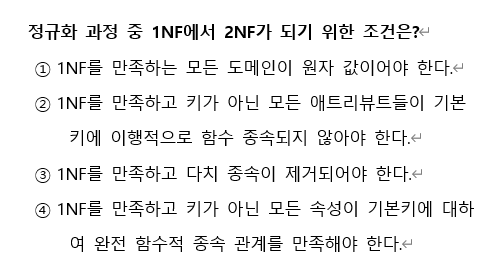 정규화 과정 중 1NF에서 2NF가 되기 위한 조건은?
① 1NF를 만족하는 모든 도메인이 원자 값이어야 한다.
② 1NF를 만족하고 키가 아닌 모든 애트리뷰트들이 기본
키에 이행적으로 함수 종속되지 않아야 한다.
③ 1NF를 만족하고 다치 종속이 제거되어야 한다.
④ 1NF를 만족하고 키가 아닌 모든 속성이 기본키에 대하
여 완전 함수적 종속 관계를 만족해야 한다.